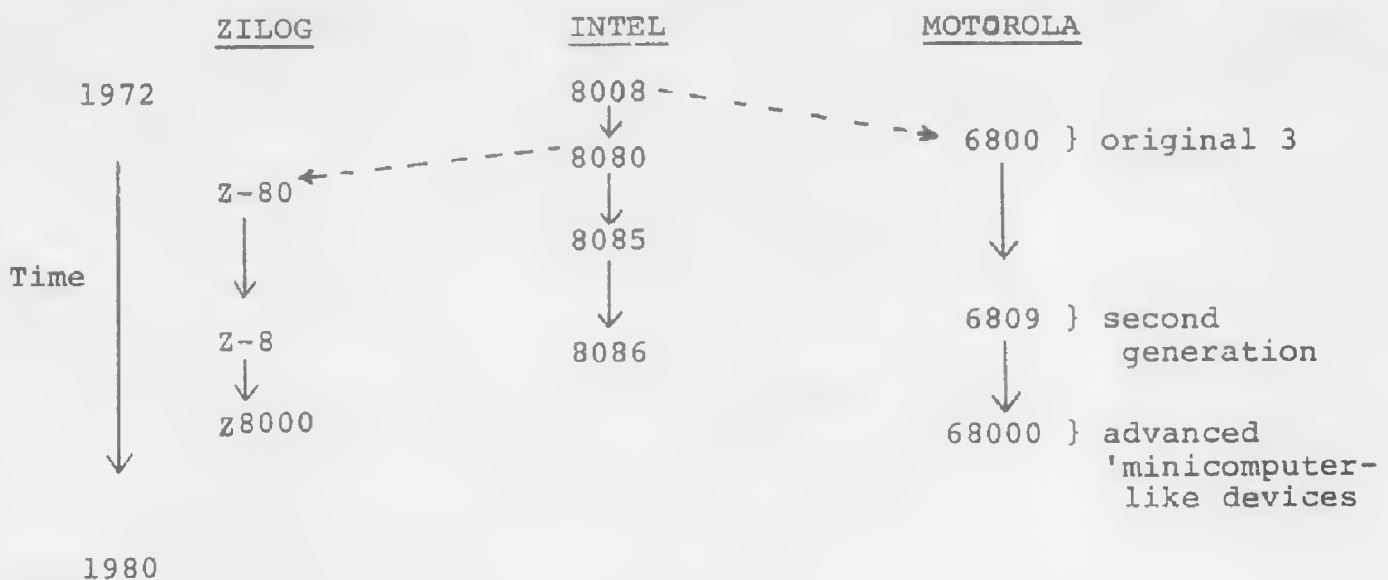 ZILOG INTEL MOTOROLA
1972 8008
6800 } original 3
8080
Z-80
8085
Time
6809 } second
generation
Z-8 8086
Z8000 68000 } advanced
'minicomputer-
like devices
1980